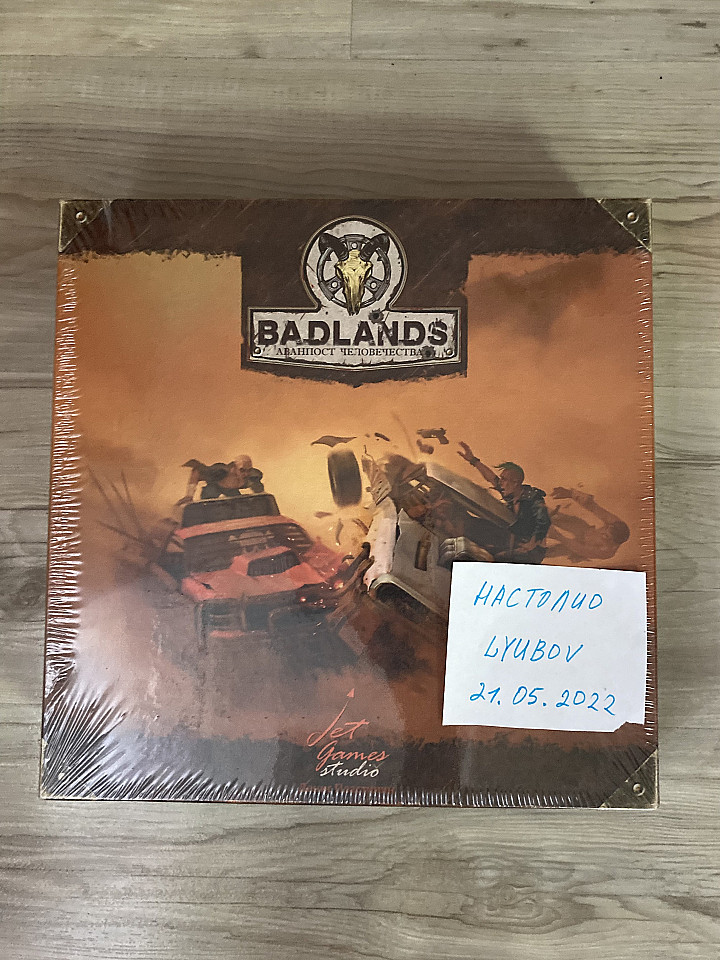 BADLANDS
АВАНПОСТ ЧЕЛОВЕЧЕСТВА
НАСТОЛИО
LYUBOV
21.05.2022
Jet
Games
studio